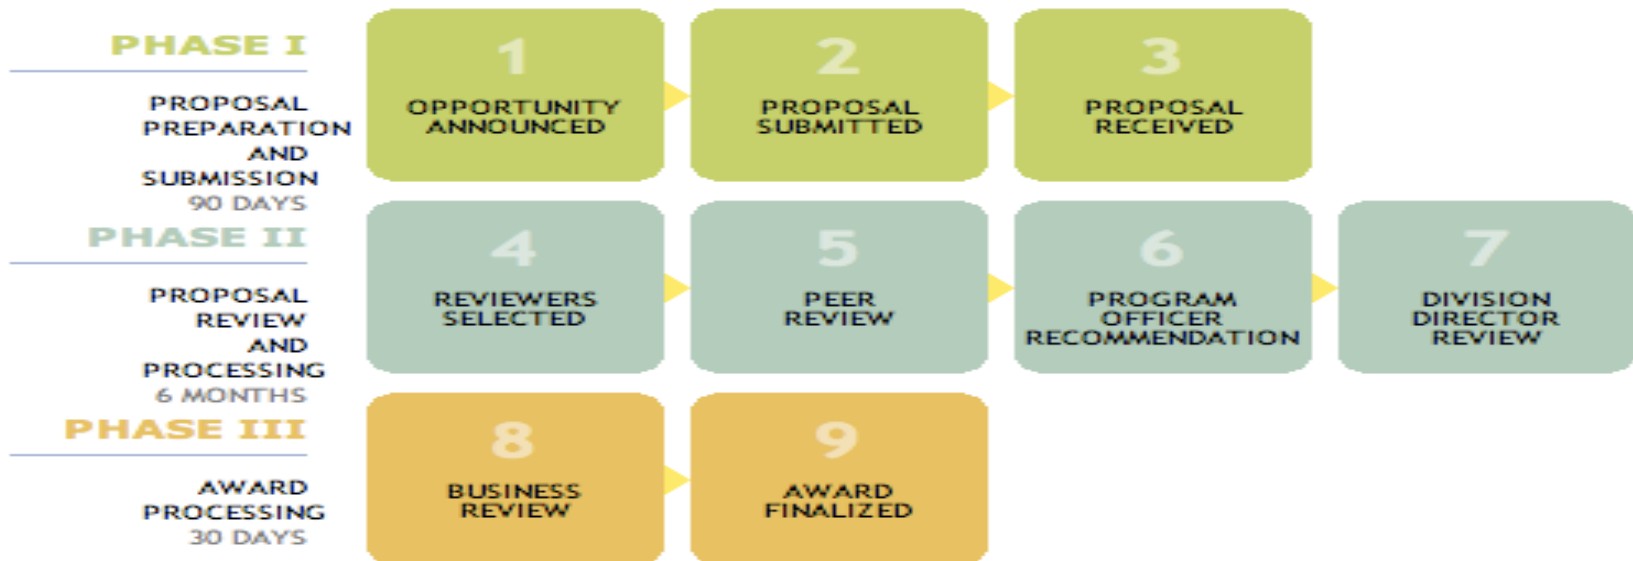 PHASE I
PROPOSAL
PREPARATION
AND
SUBMISSION
90 DAYS
1
OPPORTUNITY
ANNOUNCED
2
PROPOSAL
SUBMITTED
3
PROPOSAL
RECEIVED
PHASE II
PROPOSAL
REVIEW
AND
PROCESSING
6 MONTHS
4
REVIEWERS
SELECTED
5
PEER
REVIEW
6
PROGRAM
OFFICER
RECOMMENDATION
7
DIVISION
DIRECTOR
REVIEW
PHASE III
AWARD
PROCESSING
30 DAYS
8
BUSINESS
REVIEW
9
AWARD
FINALIZED